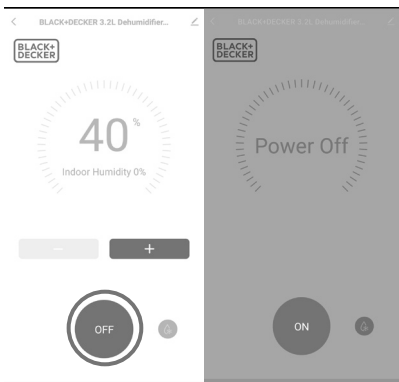 BLACK+DECKER 3.2L Dehumidifier...
BLACK+
DECKER
40%
Indoor Humidity 0%
- +
OFF
BLACK+DECKER 3.2L Dehumidifier...
BLACK+
DECKER
Power Off
ON